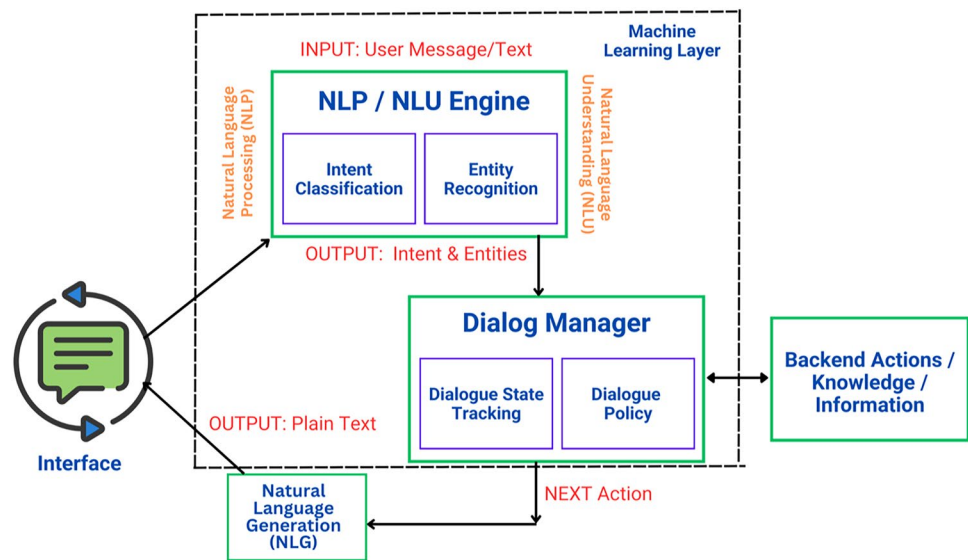 Machine
Learning Layer
INPUT: User Message/Text
NLP / NLU Engine
Natural Language
Processing (NLP)
Intent
Classification
Entity
Recognition
Natural Language
Understanding (NLU)
OUTPUT: Intent & Entities
Dialog Manager
Dialogue State
Tracking
Dialogue
Policy
Backend Actions /
Knowledge /
Information
OUTPUT: Plain Text
Interface
NEXT Action
Natural
Language
Generation
(NLG)